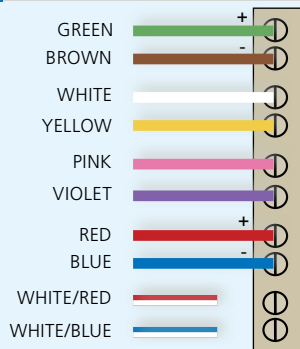 GREEN +
BROWN -
WHITE
YELLOW
PINK
VIOLET
RED +
BLUE -
WHITE/RED
WHITE/BLUE